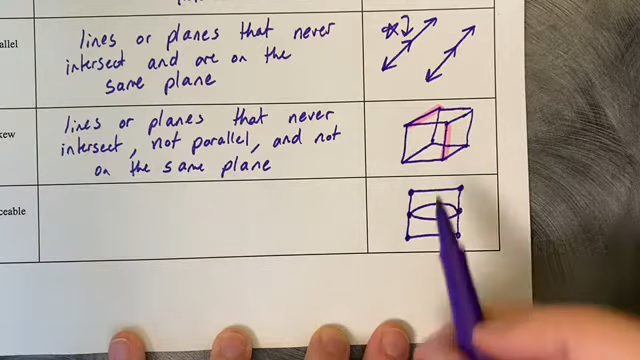 allel
lines or planes that never
intersect and are on the
same plane
kew
lines or planes that never
intersect, not parallel, and not
on the same plane
ceable